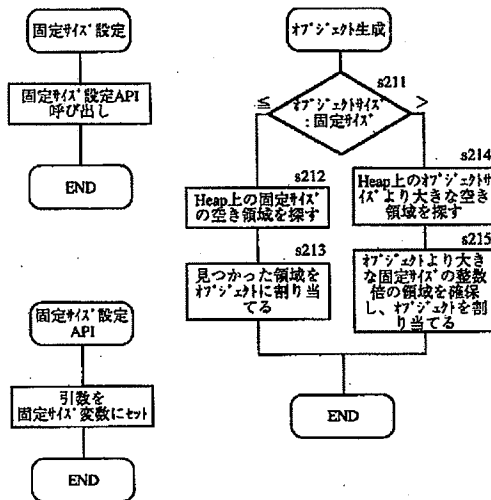 固定ｻｲｽﾞ設定
固定ｻｲｽﾞ設定API
呼び出し
END
固定ｻｲｽﾞ設定
API
引数を
固定ｻｲｽﾞ変数にｾｯﾄ
END
ｵﾌﾞｼﾞｪｸﾄ生成
s211
≦
ｵﾌﾞｼﾞｪｸﾄｻｲｽﾞ
:固定ｻｲｽﾞ
>
s212
Heap上の固定ｻｲｽﾞ
の空き領域を探す
s213
見つかった領域を
ｵﾌﾞｼﾞｪｸﾄに割り当
てる
s214
Heap上のｵﾌﾞｼﾞｪｸﾄｻ
ｲｽﾞより大きな空き
領域を探す
s215
ｵﾌﾞｼﾞｪｸﾄより大き
な固定ｻｲｽﾞの整数
倍の領域を確保
し、ｵﾌﾞｼﾞｪｸﾄを割
り当てる
END